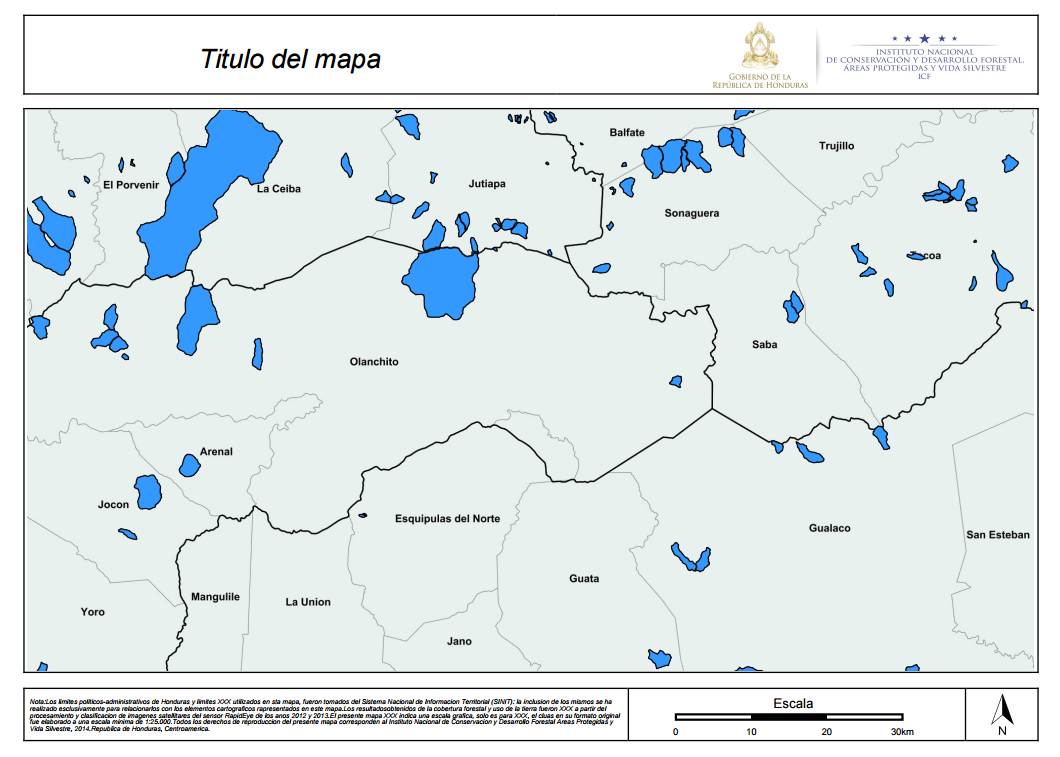 Titulo del mapa
GOBIERNO DE LA
REPÚBLICA DE HONDURAS
INSTITUTO NACIONAL
DE CONSERVACIÓN Y DESARROLLO FORESTAL,
ÁREAS PROTEGIDAS Y VIDA SILVESTRE
ICF
Balfate
Trujillo
El Porvenir
La Ceiba
Jutiapa
Sonaguera
coa
Saba
Olanchito
Arenal
Jocon
Esquipulas del Norte
Gualaco
San Esteban
Guata
Mangulile
La Union
Yoro
Jano
Nota:Los limites politicos-administrativos de Honduras y limites XXX utilizados en sta mapa, fueron tomados del Sistema Nacional de Informacion Territorial (SINIT): la inclusion de los mismos se ha
realizado esclusivamente para relacionarlos con los elementos cartograficos rapresentados en este mapa.Los resultadosobtenidos de la cobertura forestal y uso de la tierra fueron XXX a partir del
procesamiento y clasificacion de imagenes satellitares del sensor RapidEye de los anos 2012 y 2013.El presente mapa XXX indica una escala grafica, solo es para XXX, el cluas en su formato original
fue elaborado a una escala minima de 1:25.000.Todos los derechos de reproduccion del presente mapa corresponden al Instituto Nacional de Conservacion y Desarrollo Forestal Areas Protegidas y
Vida Silvestre, 2014.Republica de Honduras, Centroamerica.
Escala
0 10 20 30km
N